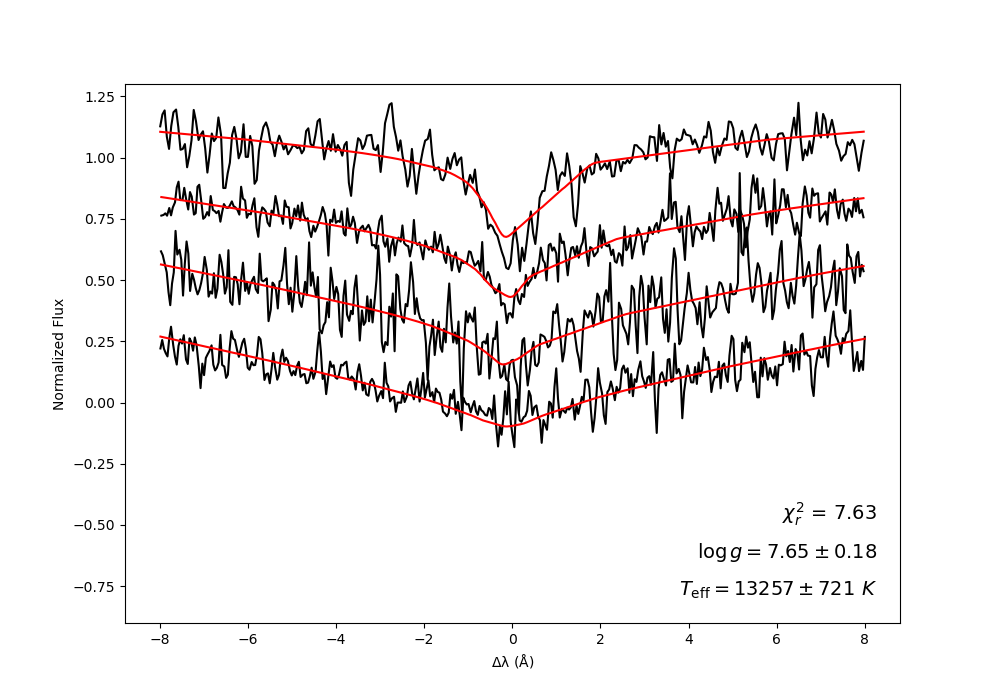 1.25
1.00
0.75
0.50
0.25
0.00
−0.25
−0.50
−0.75
Normalized Flux
χ²ᵣ = 7.63
log g = 7.65 ± 0.18
T_eff = 13257 ± 721 K
−8 −6 −4 −2 0 2 4 6 8
Δλ (Å)